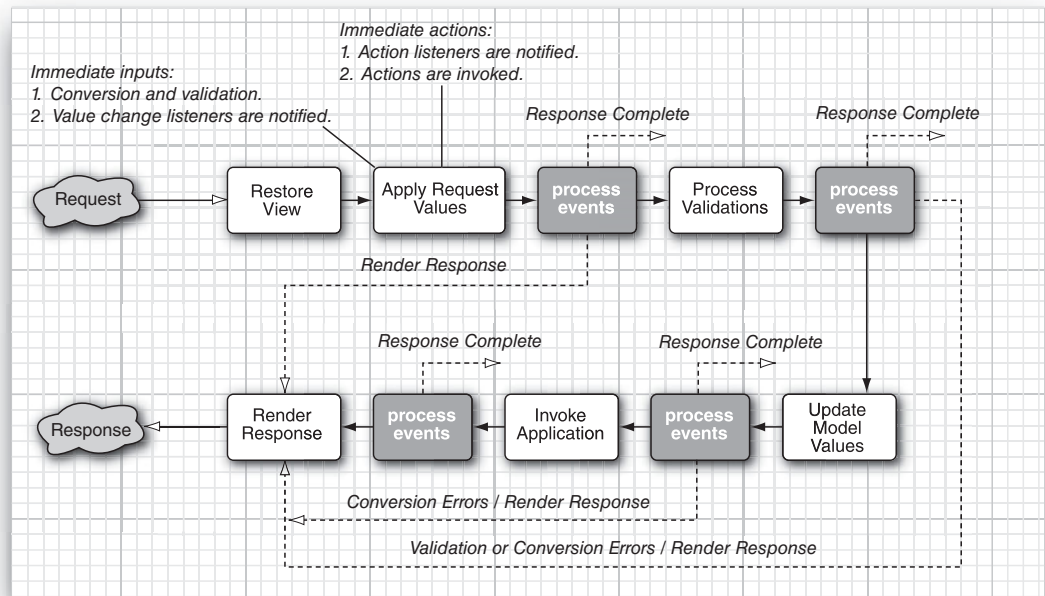 Immediate actions:
1. Action listeners are notified.
2. Actions are invoked.
Immediate inputs:
1. Conversion and validation.
2. Value change listeners are notified.
Response Complete
Response Complete
Request
Restore
View
Apply Request
Values
process
events
Process
Validations
process
events
Render Response
Response Complete
Response Complete
Response
Render
Response
process
events
Invoke
Application
process
events
Update
Model
Values
Conversion Errors / Render Response
Validation or Conversion Errors / Render Response